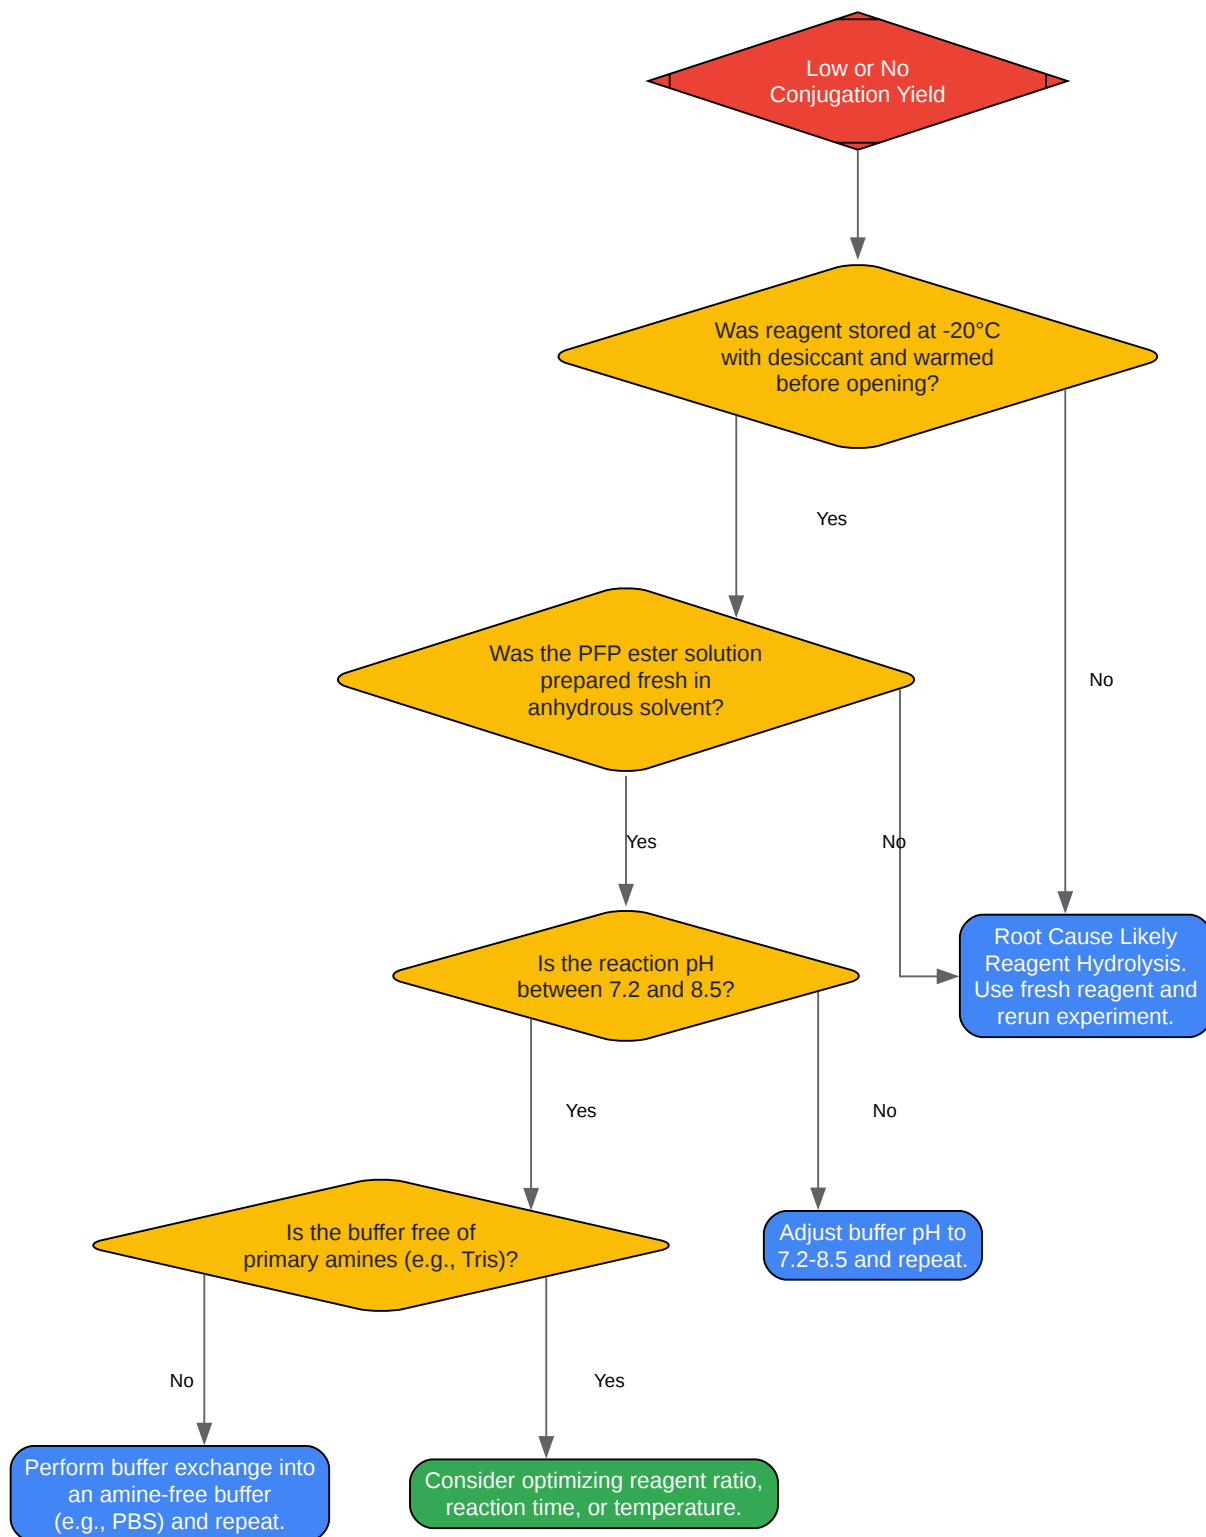 Low or No
Conjugation Yield
Was reagent stored at -20°C
with desiccant and warmed
before opening?
Yes
No
Was the PFP ester solution
prepared fresh in
anhydrous solvent?
Yes
No
Root Cause Likely
Reagent Hydrolysis.
Use fresh reagent and
rerun experiment.
Is the reaction pH
between 7.2 and 8.5?
Yes
No
Adjust buffer pH to
7.2-8.5 and repeat.
Is the buffer free of
primary amines (e.g., Tris)?
No
Yes
Perform buffer exchange into
an amine-free buffer
(e.g., PBS) and repeat.
Consider optimizing reagent ratio,
reaction time, or temperature.